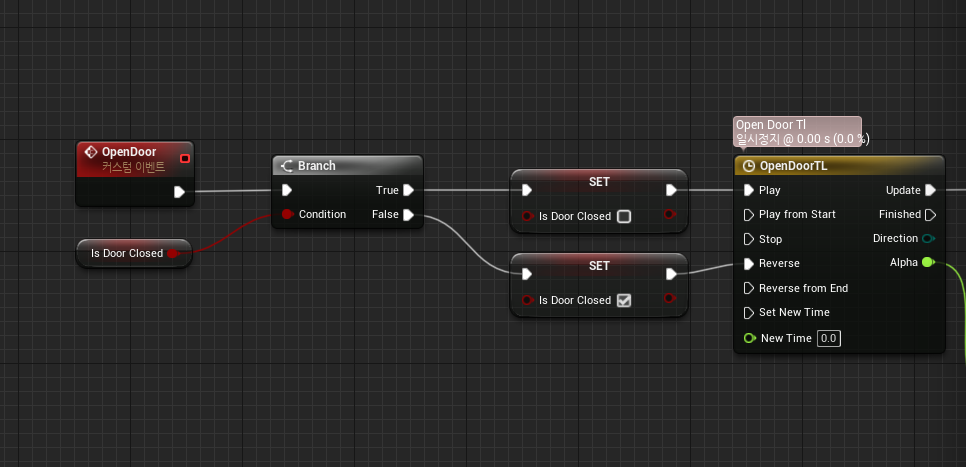 OpenDoor
커스텀 이벤트
Is Door Closed
Branch
True
Condition
False
SET
Is Door Closed
SET
Is Door Closed
Open Door Tl
일시정지 @ 0.00 s (0.0 %)
OpenDoorTL
Play
Update
Play from Start
Finished
Stop
Direction
Reverse
Alpha
Reverse from End
Set New Time
New Time 0.0